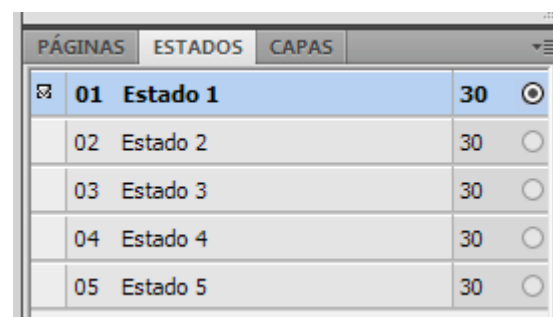 PÁGINAS ESTADOS CAPAS
01 Estado 1 30
02 Estado 2 30
03 Estado 3 30
04 Estado 4 30
05 Estado 5 30